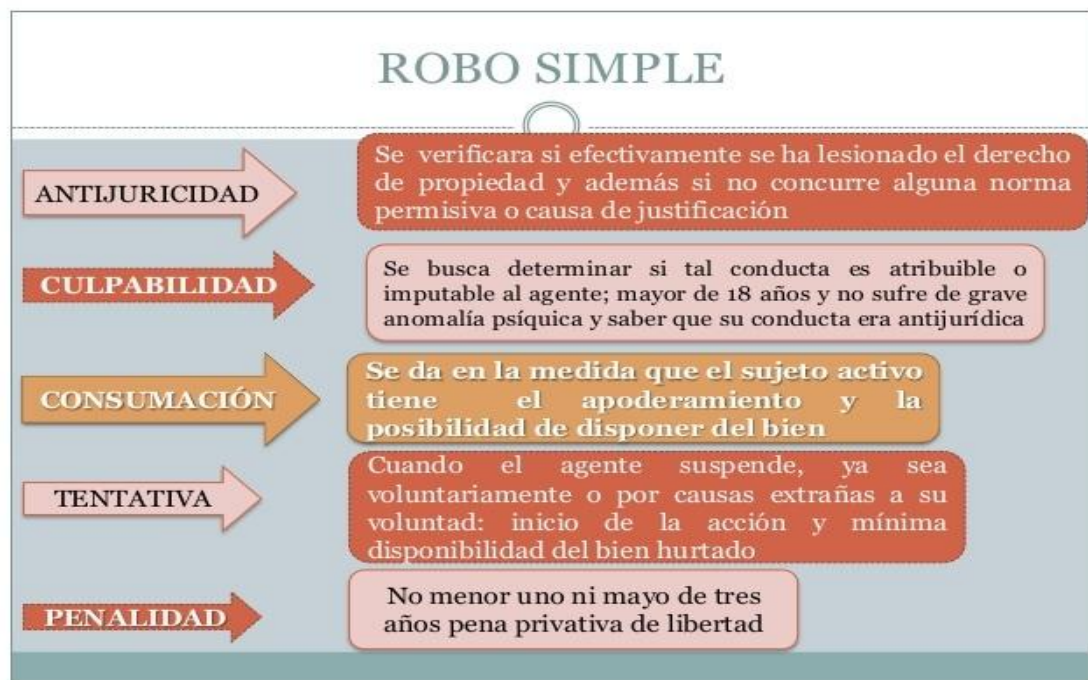 ROBO SIMPLE
ANTIJURICIDAD
Se verificara si efectivamente se ha lesionado el derecho
de propiedad y además si no concurre alguna norma
permisiva o causa de justificación
CULPABILIDAD
Se busca determinar si tal conducta es atribuible o
imputable al agente; mayor de 18 años y no sufre de grave
anomalía psíquica y saber que su conducta era antijurídica
CONSUMACIÓN
Se da en la medida que el sujeto activo
tiene el apoderamiento y la
posibilidad de disponer del bien
TENTATIVA
Cuando el agente suspende, ya sea
voluntariamente o por causas extrañas a su
voluntad: inicio de la acción y mínima
disponibilidad del bien hurtado
PENALIDAD
No menor uno ni mayo de tres
años pena privativa de libertad